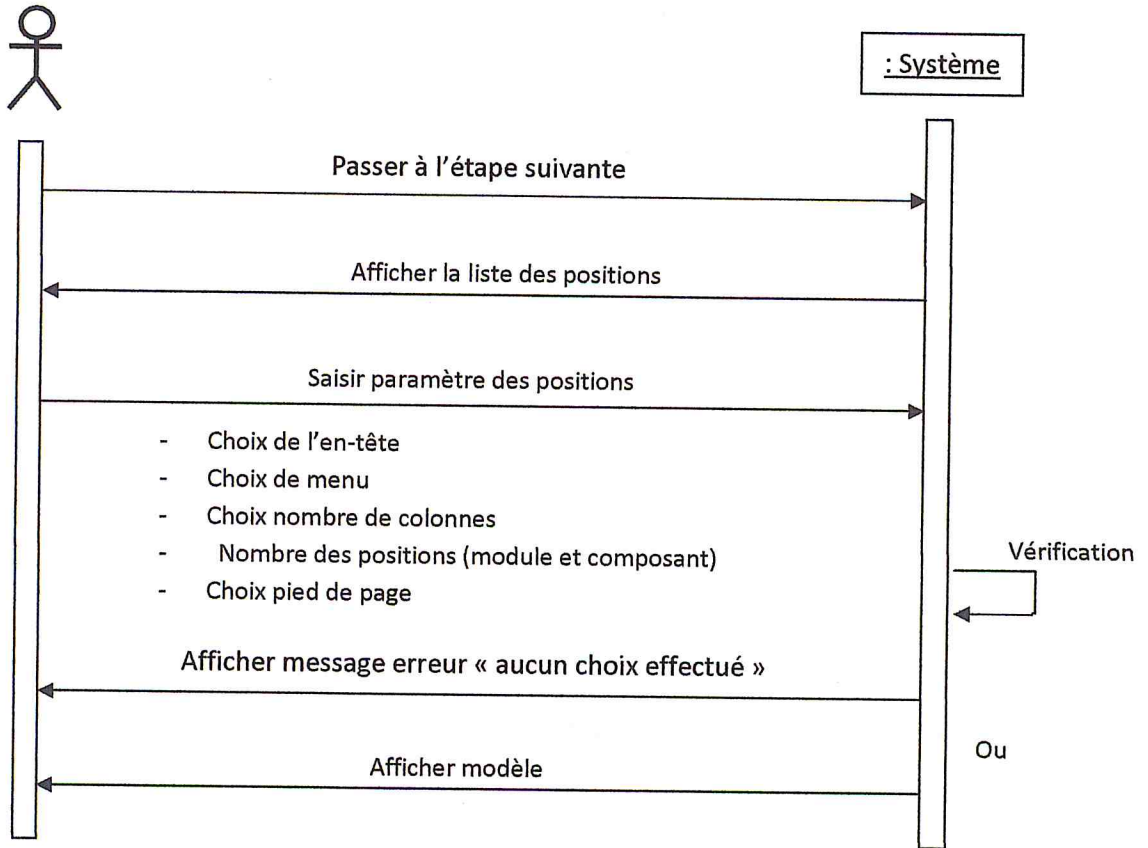 : Système
Passer à l'étape suivante
Afficher la liste des positions
Saisir paramètre des positions
- Choix de l'en-tête
- Choix de menu
- Choix nombre de colonnes
- Nombre des positions (module et composant)
- Choix pied de page
Vérification
Afficher message erreur « aucun choix effectué »
Ou
Afficher modèle